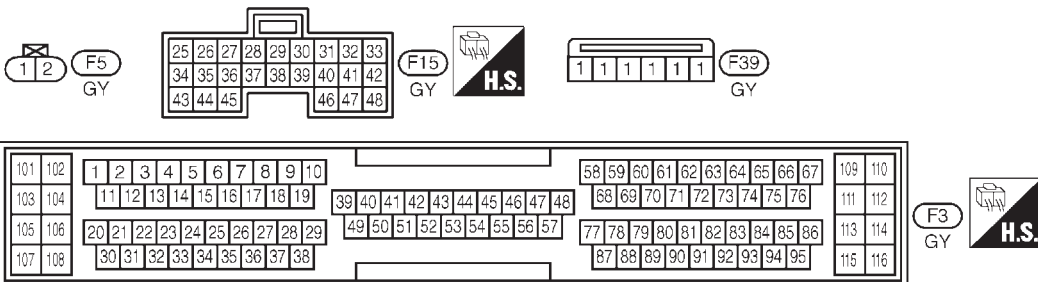 1 2 F5
GY
25 26 27 28 29 30 31 32 33
34 35 36 37 38 39 40 41 42
43 44 45 46 47 48
F15
GY
H.S.
1 1 1 1 1 1 F39
GY
101 102
103 104
105 106
107 108
1 2 3 4 5 6 7 8 9 10
11 12 13 14 15 16 17 18 19
20 21 22 23 24 25 26 27 28 29
30 31 32 33 34 35 36 37 38
39 40 41 42 43 44 45 46 47 48
49 50 51 52 53 54 55 56 57
58 59 60 61 62 63 64 65 66 67
68 69 70 71 72 73 74 75 76
77 78 79 80 81 82 83 84 85 86
87 88 89 90 91 92 93 94 95
109 110
111 112
113 114
115 116
F3
GY
H.S.